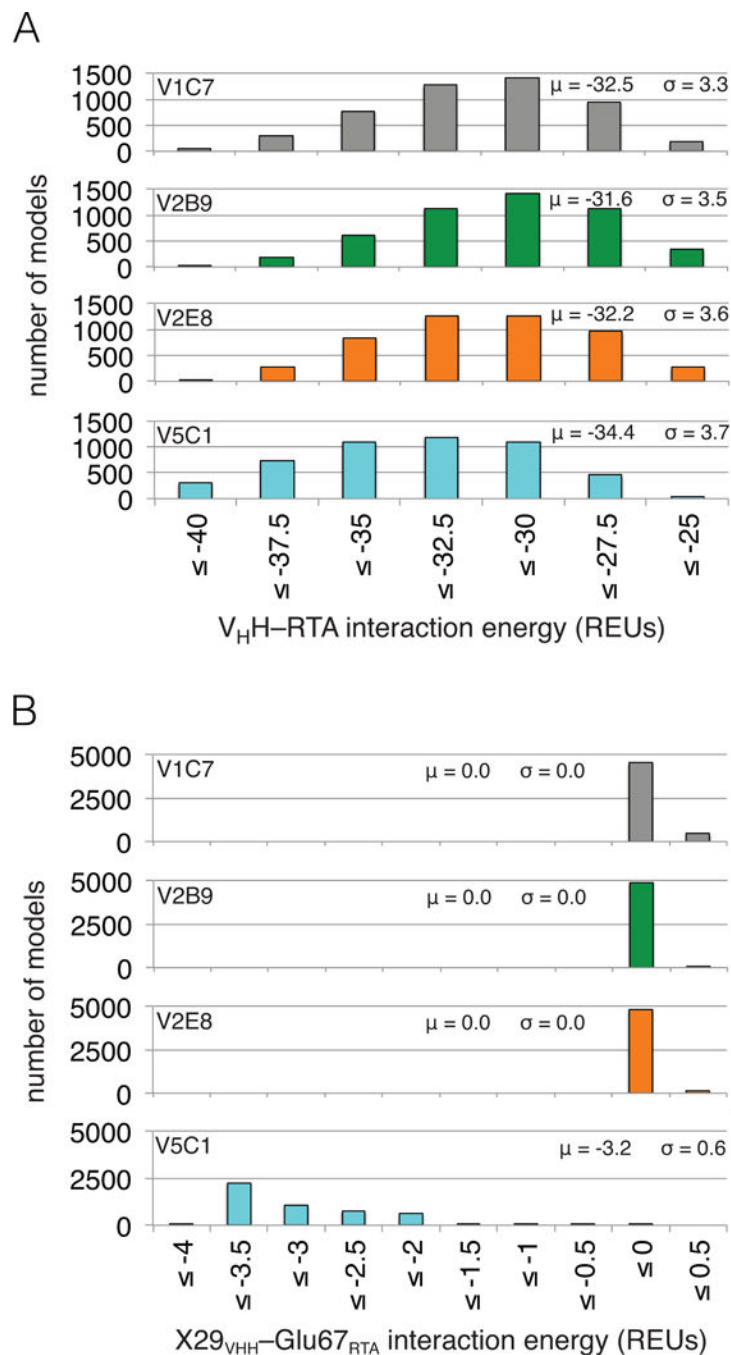 A
number of models
1500
1000
500
0
V1C7
μ = -32.5 σ = 3.3
1500
1000
500
0
V2B9
μ = -31.6 σ = 3.5
1500
1000
500
0
V2E8
μ = -32.2 σ = 3.6
1500
1000
500
0
V5C1
μ = -34.4 σ = 3.7
≤ -40
≤ -37.5
≤ -35
≤ -32.5
≤ -30
≤ -27.5
≤ -25
VHH–RTA interaction energy (REUs)
B
number of models
5000
2500
0
V1C7
μ = 0.0 σ = 0.0
5000
2500
0
V2B9
μ = 0.0 σ = 0.0
5000
2500
0
V2E8
μ = 0.0 σ = 0.0
5000
2500
0
V5C1
μ = -3.2 σ = 0.6
≤ -4
≤ -3.5
≤ -3
≤ -2.5
≤ -2
≤ -1.5
≤ -1
≤ -0.5
≤ 0
≤ 0.5
X29VHH–Glu67RTA interaction energy (REUs)